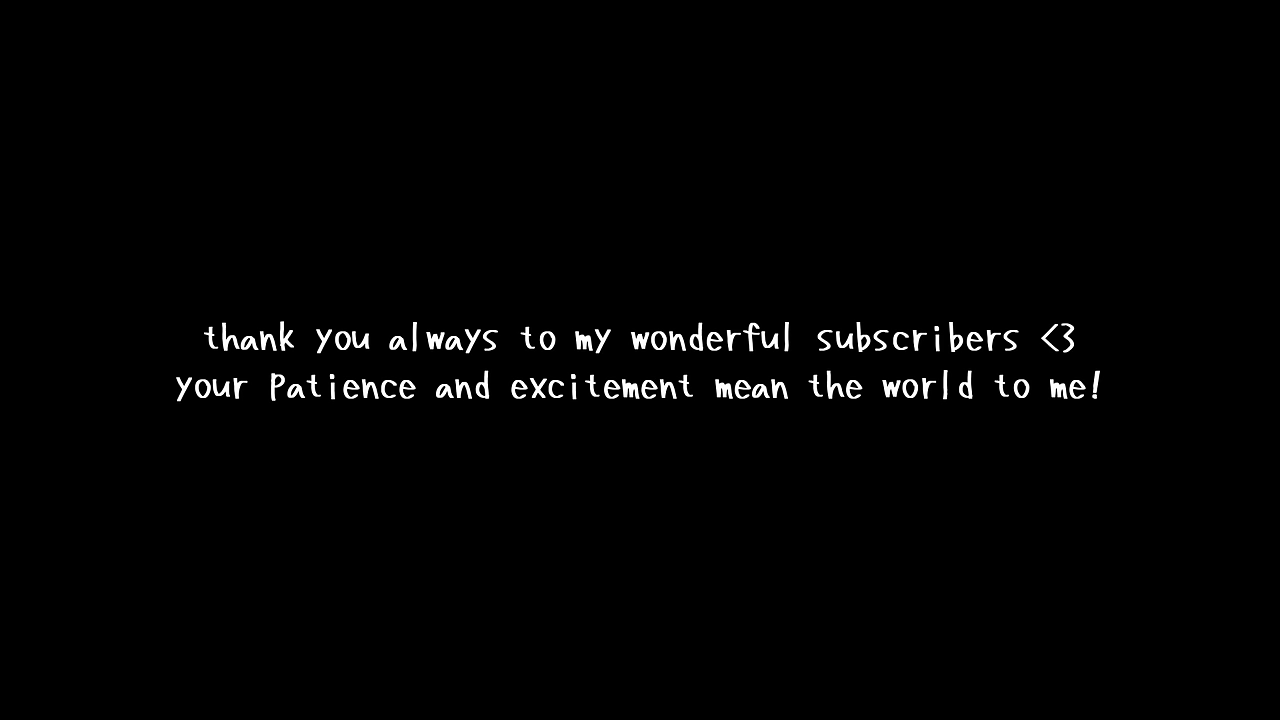 thank you always to my wonderful subscribers <3
your patience and excitement mean the world to me!